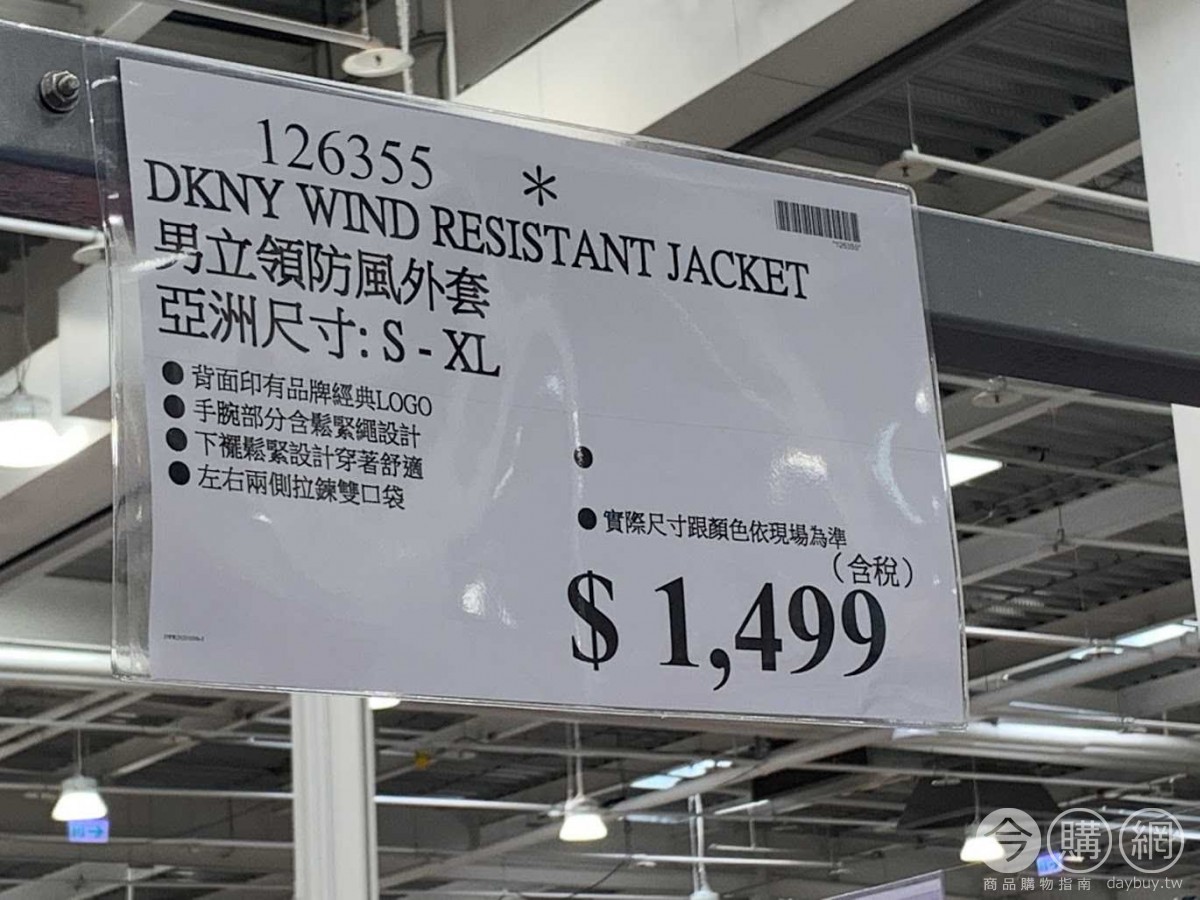 126355 *
DKNY WIND RESISTANT JACKET
男立領防風外套
亞洲尺寸: S - XL
● 背面印有品牌經典LOGO
● 手腕部分含鬆緊繩設計
● 下襬鬆緊設計穿著舒適
● 左右兩側拉鍊雙口袋
●
● 實際尺寸跟顏色依現場為準
(含稅)
$ 1,499
今購網
商品購物指南 daybuy.tw